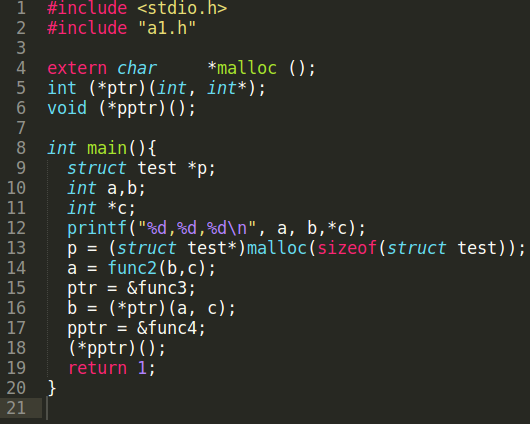 1 #include <stdio.h>
2 #include "a1.h"
3
4 extern char     *malloc ();
5 int (*ptr)(int, int*);
6 void (*pptr)();
7
8 int main(){
9   struct test *p;
10   int a,b;
11   int *c;
12   printf("%d,%d,%d\n", a, b,*c);
13   p = (struct test*)malloc(sizeof(struct test));
14   a = func2(b,c);
15   ptr = &func3;
16   b = (*ptr)(a, c);
17   pptr = &func4;
18   (*pptr)();
19   return 1;
20 }
21